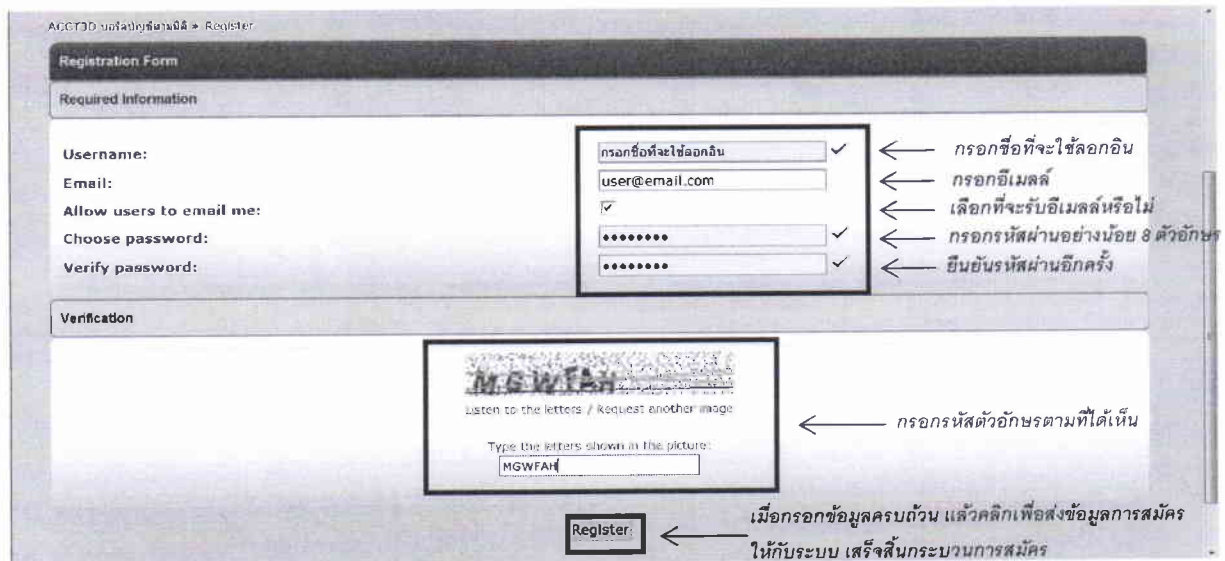 ACCT3D บอร์ดบัญชีสามมิติ » Register
Registration Form
Required Information
Username: กรอกชื่อที่จะใช้ลอกอิน กรอกชื่อที่จะใช้ลอกอิน
Email: user@email.com กรอกอีเมลล์
Allow users to email me: เลือกที่จะรับอีเมลล์หรือไม่
Choose password: •••••••• กรอกรหัสผ่านอย่างน้อย 8 ตัวอักษร
Verify password: •••••••• ยืนยันรหัสผ่านอีกครั้ง
Verification
MGWFAH
Listen to the letters / Request another image
กรอกรหัสตัวอักษรตามที่ได้เห็น
Type the letters shown in the picture:
MGWFAH
Register
เมื่อกรอกข้อมูลครบถ้วน แล้วคลิกเพื่อส่งข้อมูลการสมัคร
ให้กับระบบ เสร็จสิ้นกระบวนการสมัคร